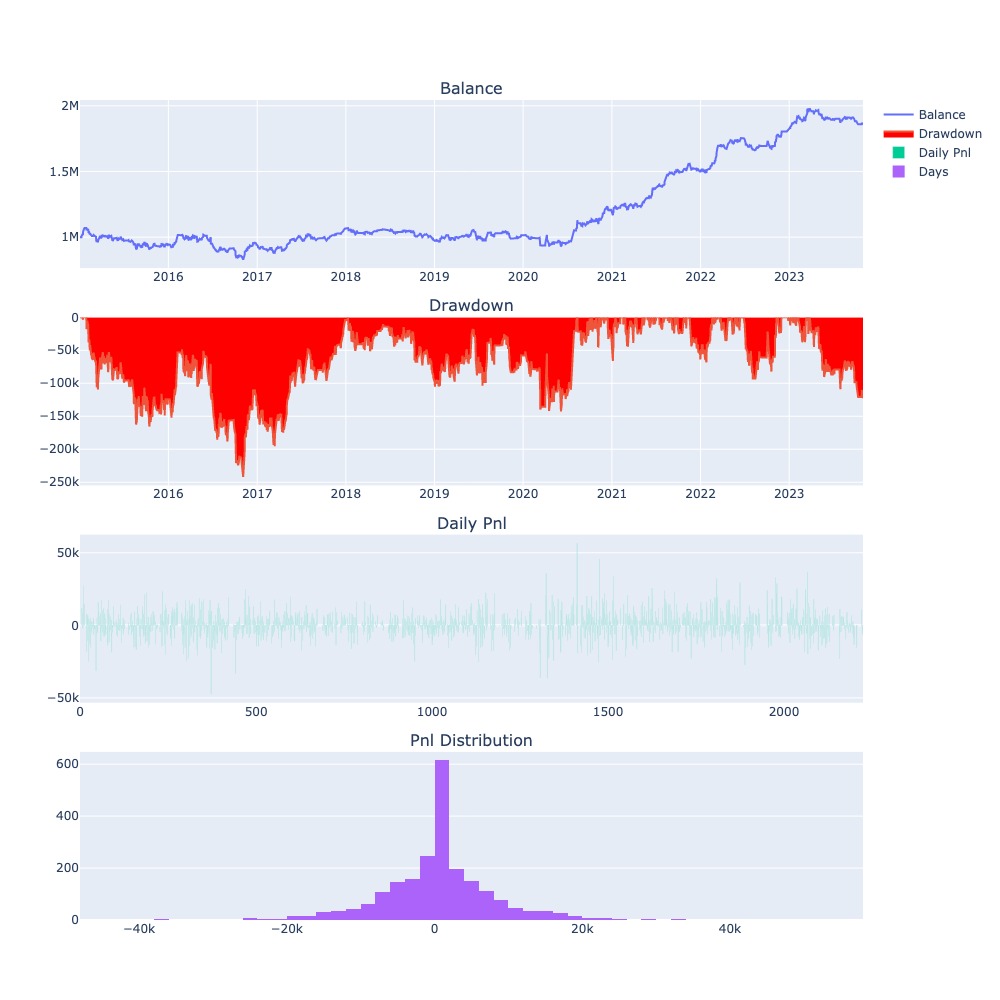 Balance
2M
1.5M
1M
2016 2017 2018 2019 2020 2021 2022 2023
Balance
Drawdown
Daily Pnl
Days
Drawdown
0
−50k
−100k
−150k
−200k
−250k
2016 2017 2018 2019 2020 2021 2022 2023
Daily Pnl
50k
0
−50k
0 500 1000 1500 2000
Pnl Distribution
600
400
200
0
−40k −20k 0 20k 40k